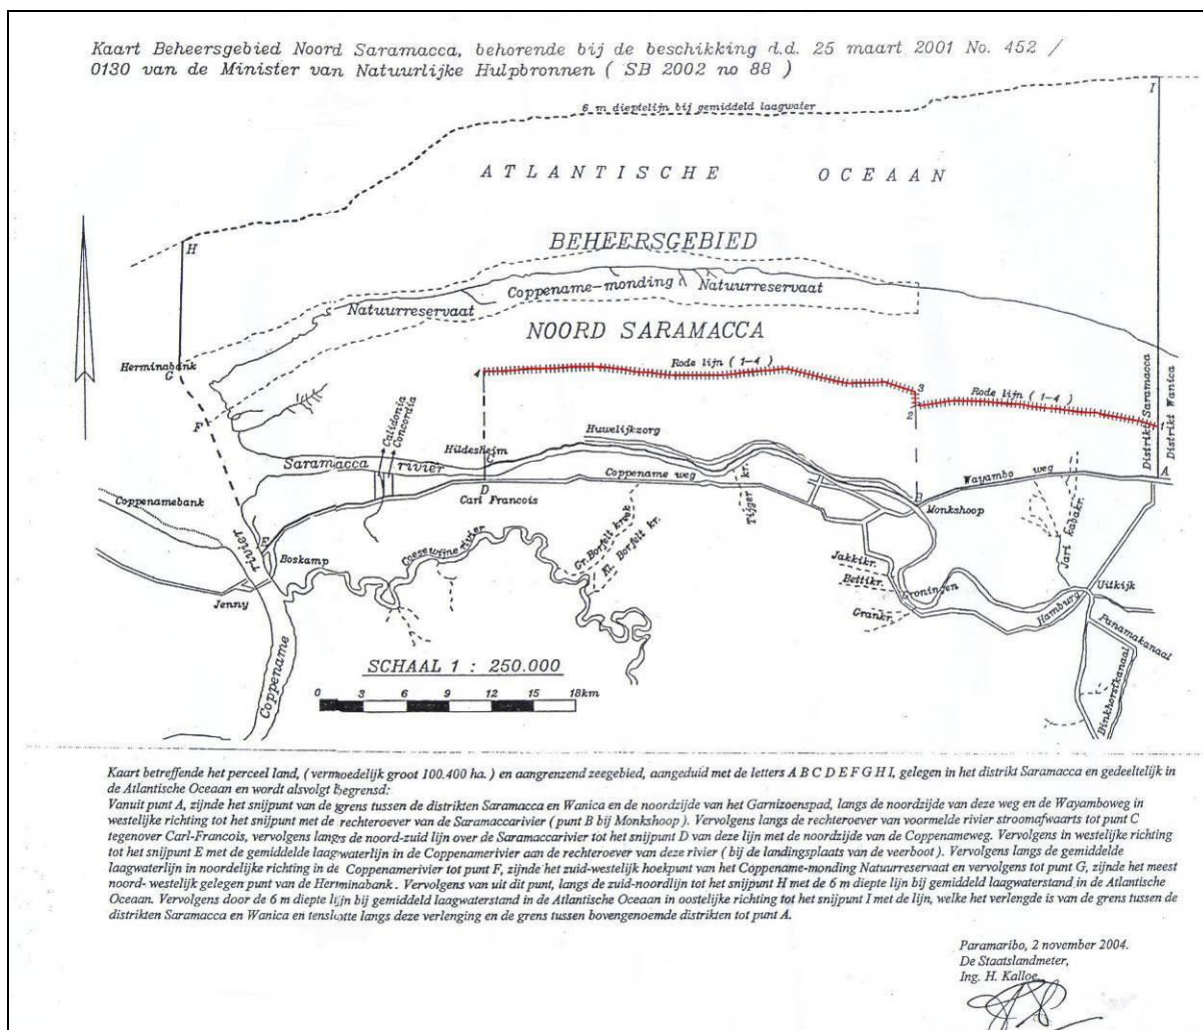 Kaart Beheersgebied Noord Saramacca, behorende bij de beschikking d.d. 25 maart 2001 No. 452 /
0130 van de Minister van Natuurlijke Hulpbronnen ( SB 2002 no 88 )
I
6 m dieptelijn bij gemiddeld laagwater
ATLANTISCHE OCEAAN
H
BEHEERSGEBIED
Coppename-monding Natuurreservaat
Natuurreservaat
NOORD SARAMACCA
Herminabank
G
4
Rode lijn ( 1-4 )
3
2
Rode lijn ( 1-4 )
1
Distrikt Saramacca
Distrikt Wanica
F
Calidonia
Concordia
Huwelijkzorg
Hildesheim
C
Saramacca rivier
Coppename weg
Tijger kr.
Wayambo weg
A
D
Carl Francois
B
Monkshoop
Coppenamebank
rivier
E
Boskamp
Coesewijne rivier
Gr. Borfelt kreek
Kl. Borfelt kr.
Jari kabakr.
Jakkikr.
Bettikr.
Groningen
Grankr.
Hamburg
Uitkijk
Jenny
Panamakanaal
Coppename
Binkhorstkanaal
SCHAAL 1 : 250.000
0 3 6 9 12 15 18km
Kaart betreffende het perceel land, ( vermoedelijk groot 100.400 ha. ) en aangrenzend zeegebied, aangeduid met de letters A B C D E F G H I, gelegen in het distrikt Saramacca en gedeeltelijk in
de Atlantische Oceaan en wordt alsvolgt begrensd:
Vanuit punt A, zijnde het snijpunt van de grens tussen de distrikten Saramacca en Wanica en de noordzijde van het Garnizoenspad, langs de noordzijde van deze weg en de Wayamboweg in
westelijke richting tot het snijpunt met de rechteroever van de Saramaccarivier ( punt B bij Monkshoop). Vervolgens langs de rechteroever van voormelde rivier stroomafwaarts tot punt C
tegenover Carl-Francois, vervolgens langs de noord-zuid lijn over de Saramaccarivier tot het snijpunt D van deze lijn met de noordzijde van de Coppenameweg. Vervolgens in westelijke richting
tot het snijpunt E met de gemiddelde laagwaterlijn in de Coppenamerivier aan de rechteroever van deze rivier ( bij de landingsplaats van de veerboot ). Vervolgens langs de gemiddelde
laagwaterlijn in noordelijke richting in de Coppenamerivier tot punt F, zijnde het zuid-westelijk hoekpunt van het Coppename-monding Natuurreservaat en vervolgens tot punt G, zijnde het meest
noord- westelijk gelegen punt van de Herminabank . Vervolgens van uit dit punt, langs de zuid-noordlijn tot het snijpunt H met de 6 m diepte lijn bij gemiddeld laagwaterstand in de Atlantische
Oceaan. Vervolgens door de 6 m diepte lijn bij gemiddeld laagwaterstand in de Atlantische Oceaan in oostelijke richting tot het snijpunt I met de lijn, welke het verlengde is van de grens tussen de
distrikten Saramacca en Wanica en tenslotte langs deze verlenging en de grens tussen bovengenoemde distrikten tot punt A.
Paramaribo, 2 november 2004.
De Staatslandmeter,
Ing. H. Kalloe